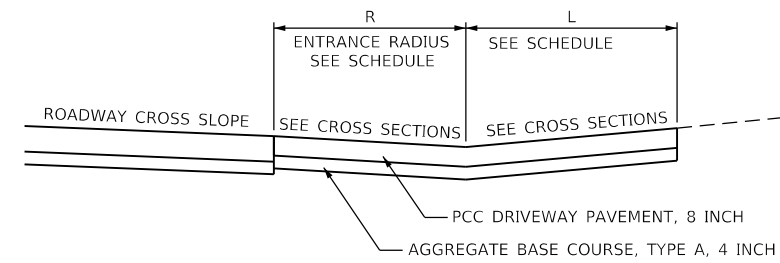 R
ENTRANCE RADIUS
SEE SCHEDULE
L
SEE SCHEDULE
ROADWAY CROSS SLOPE
SEE CROSS SECTIONS
SEE CROSS SECTIONS
PCC DRIVEWAY PAVEMENT, 8 INCH
AGGREGATE BASE COURSE, TYPE A, 4 INCH